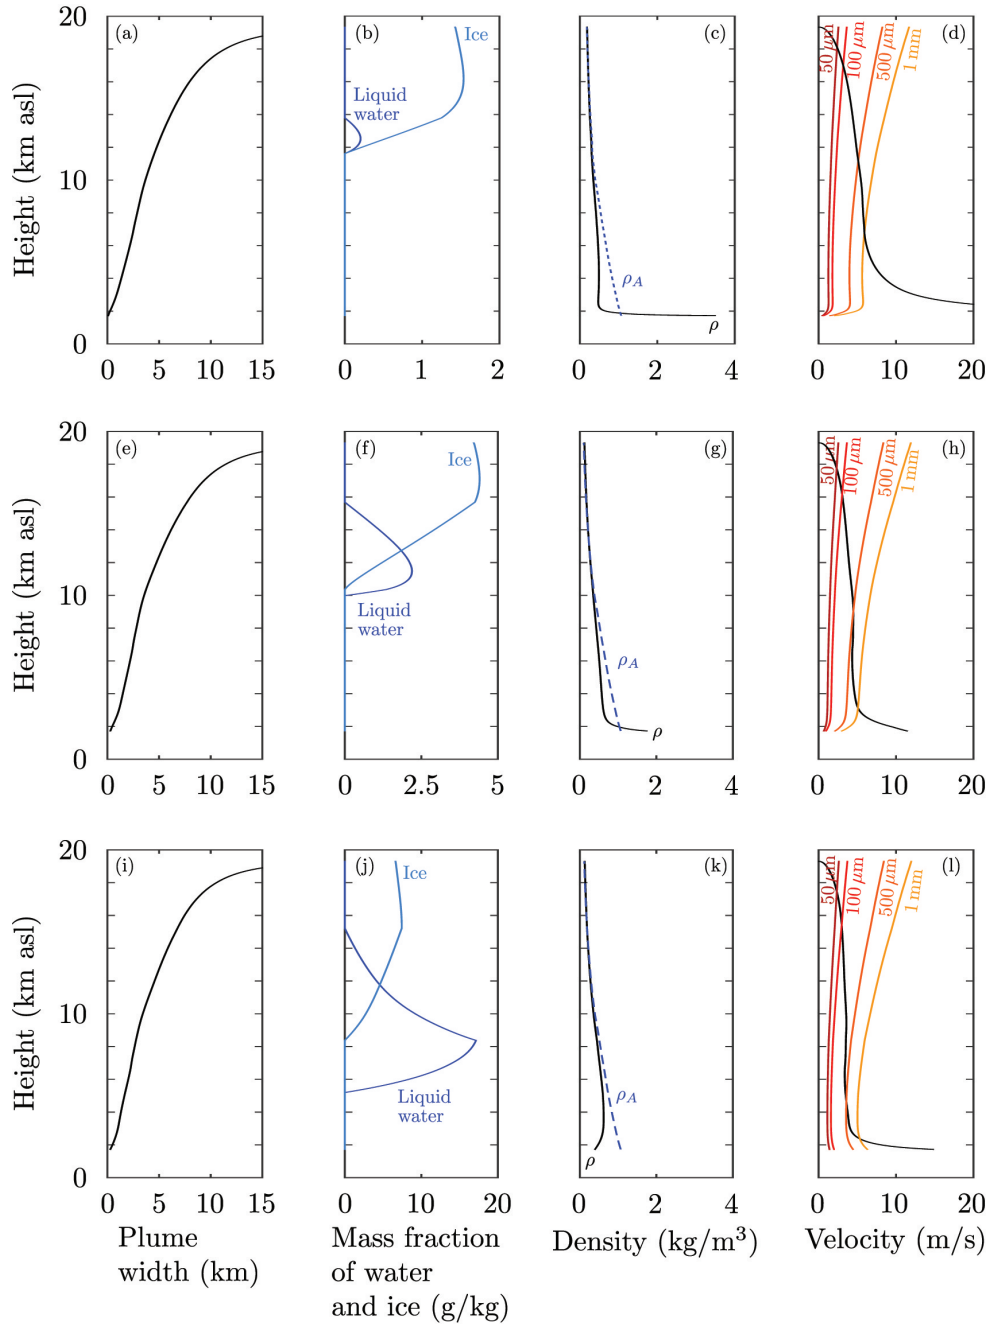 20
(a)
(b)
Ice
(c)
(d)
50 μm
100 μm
500 μm
1 mm
Liquid
water
Height (km asl)
10
ρA
ρ
0
0 5 10 15
0 1 2
0 2 4
0 10 20
20
(e)
(f)
Ice
(g)
(h)
50 μm
100 μm
500 μm
1 mm
Height (km asl)
10
Liquid
water
ρA
ρ
0
0 5 10 15
0 2.5 5
0 2 4
0 10 20
20
(i)
(j)
Ice
(k)
(l)
50 μm
100 μm
500 μm
1 mm
Height (km asl)
10
Liquid
water
ρA
ρ
0
0 5 10 15
0 10 20
0 2 4
0 10 20
Plume
width (km)
Mass fraction
of water
and ice (g/kg)
Density (kg/m³)
Velocity (m/s)